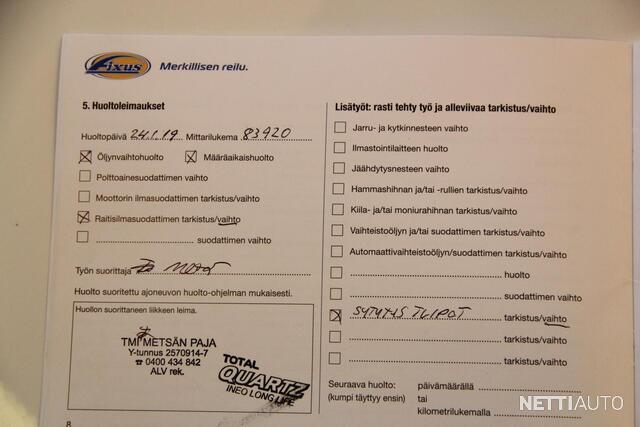 Fixus
Merkillisen reilu.
5. Huoltoleimaukset
Huoltopäivä 24.1.19 Mittarilukema 83920
Öljynvaihtohuolto Määräaikaishuolto
Polttoainesuodattimen vaihto
Moottorin ilmasuodattimen tarkistus/vaihto
Raitisilmasuodattimen tarkistus/vaihto
suodattimen vaihto
Työn suorittaja
Huolto suoritettu ajoneuvon huolto-ohjelman mukaisesti.
Huollon suorittaneen liikkeen leima.
TMI METSÄN PAJA
Y-tunnus 2570914-7
☎ 0400 434 842
ALV rek.
TOTAL
QUARTZ
INEO LONG LIFE
8
Lisätyöt: rasti tehty työ ja alleviivaa tarkistus/vaihto
Jarru- ja kytkinnesteen vaihto
Ilmastointilaitteen huolto
Jäähdytysnesteen vaihto
Hammashihnan ja/tai -rullien tarkistus/vaihto
Kiila- ja/tai moniurahihnan tarkistus/vaihto
Vaihteistoöljyn ja/tai suodattimen tarkistus/vaihto
Automaattivaihteistoöljyn/suodattimen tarkistus/vaihto
huolto
suodattimen vaihto
SYTYTYS TULPAT tarkistus/vaihto
tarkistus/vaihto
tarkistus/vaihto
Seuraava huolto: päivämäärällä
(kumpi täyttyy ensin) tai
kilometrilukemalla
NETTIAUTO